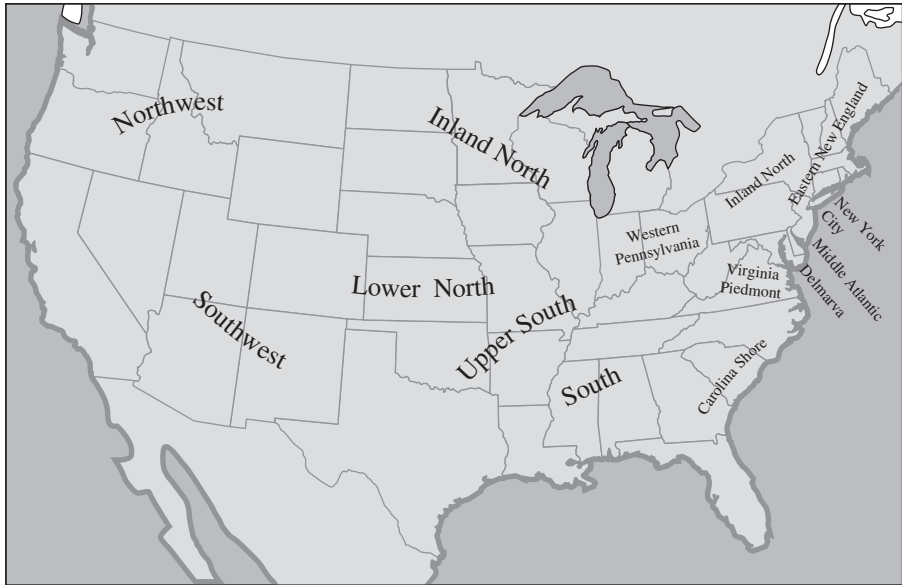 Northwest
Inland North
Eastern New England
Inland North
New York
City
Western
Pennsylvania
Middle Atlantic
Virginia
Piedmont
Delmarva
Lower North
Southwest
Upper South
South
Carolina Shore